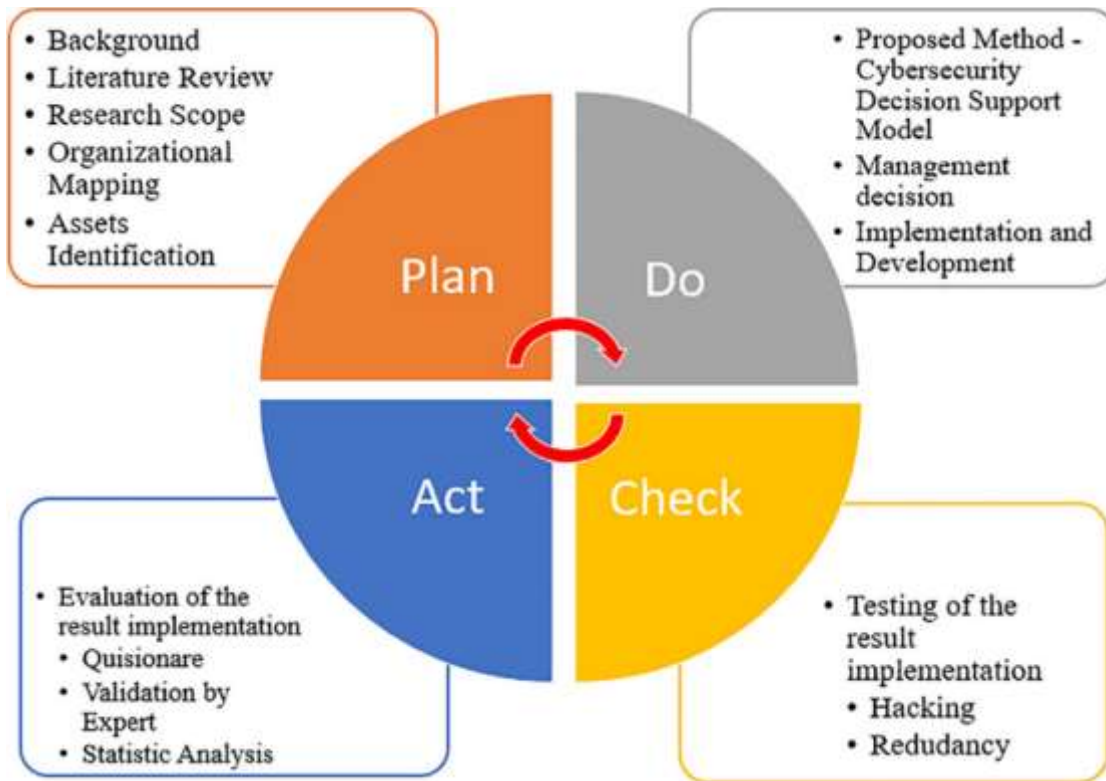 • Background
• Literature Review
• Research Scope
• Organizational
Mapping
• Assets
Identification
• Proposed Method -
Cybersecurity
Decision Support
Model
• Management
decision
• Implementation and
Development
Plan
Do
Act
Check
• Evaluation of the
result implementation
• Quisionare
• Validation by
Expert
• Statistic Analysis
• Testing of the
result
implementation
• Hacking
• Redudancy